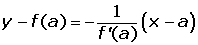 y − f(a) = − 1/f′(a) (x − a)